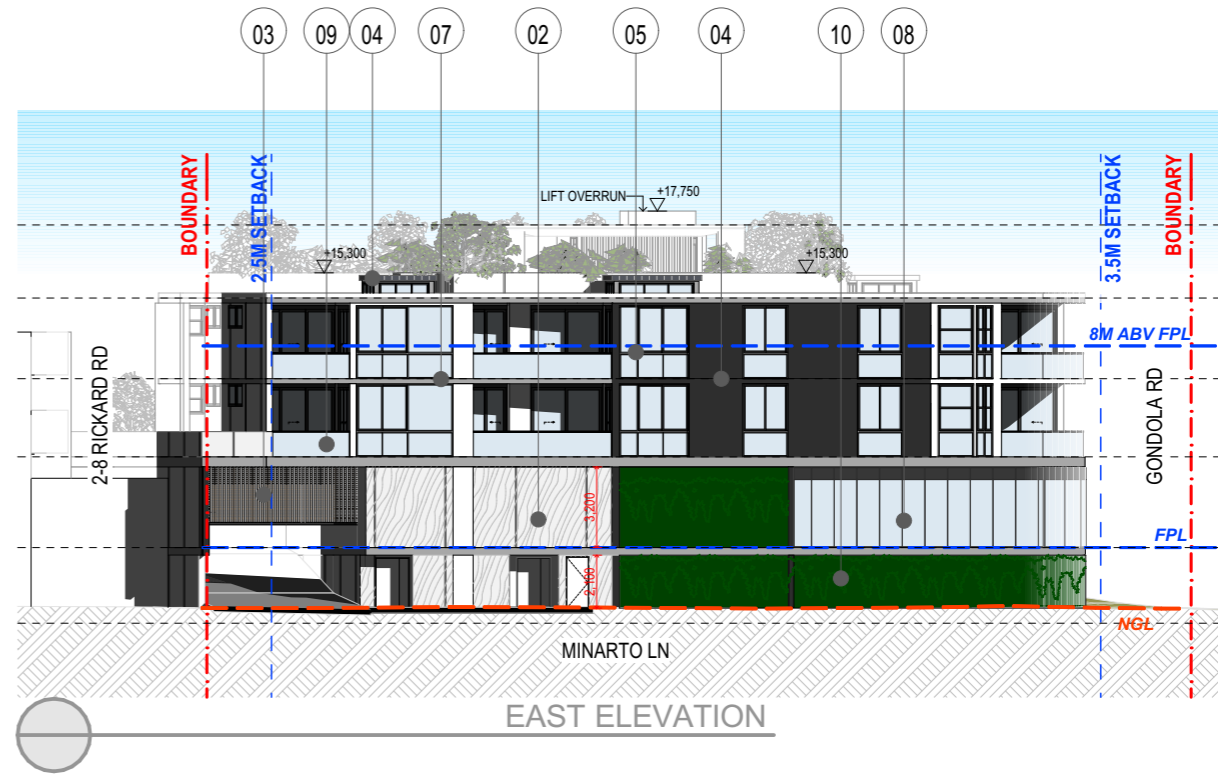 03
09
04
07
02
05
04
10
08
BOUNDARY
2.5M SETBACK
LIFT OVERRUN
+17,750
3.5M SETBACK
BOUNDARY
+15,300
+15,300
8M ABV FPL
2-8 RICKARD RD
GONDOLA RD
3,200
FPL
2,100
NGL
MINARTO LN
EAST ELEVATION